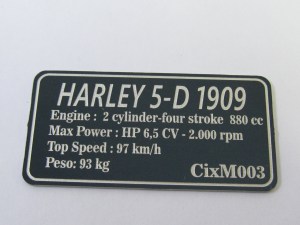 HARLEY 5-D 1909
Engine : 2 cylinder-four stroke 880 cc
Max Power : HP 6,5 CV - 2.000 rpm
Top Speed : 97 km/h
Peso: 93 kg
CixM003